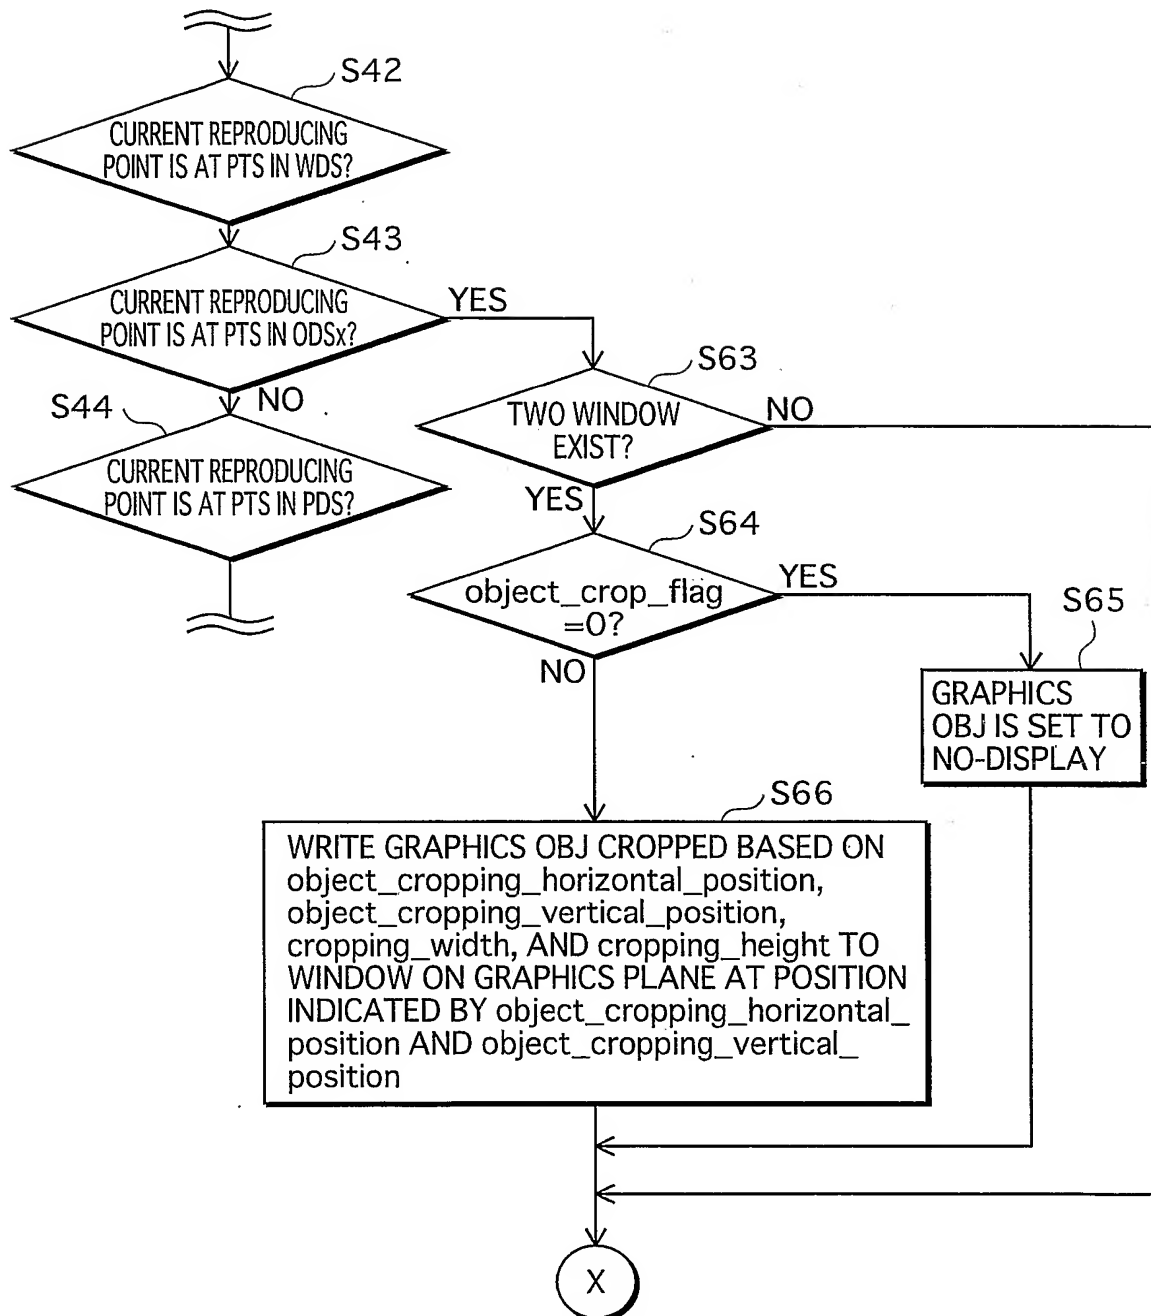 S42
CURRENT REPRODUCING
POINT IS AT PTS IN WDS?
S43
CURRENT REPRODUCING
POINT IS AT PTS IN ODSx?
YES
NO
S44
CURRENT REPRODUCING
POINT IS AT PTS IN PDS?
S63
TWO WINDOW
EXIST?
NO
YES
S64
object_crop_flag
=0?
YES
NO
S65
GRAPHICS
OBJ IS SET TO
NO-DISPLAY
S66
WRITE GRAPHICS OBJ CROPPED BASED ON
object_cropping_horizontal_position,
object_cropping_vertical_position,
cropping_width, AND cropping_height TO
WINDOW ON GRAPHICS PLANE AT POSITION
INDICATED BY object_cropping_horizontal_
position AND object_cropping_vertical_
position
X